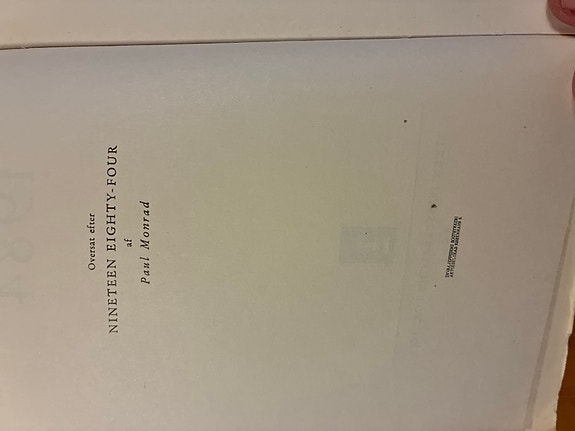 Oversat efter
NINETEEN EIGHTY-FOUR
af
Paul Monrad